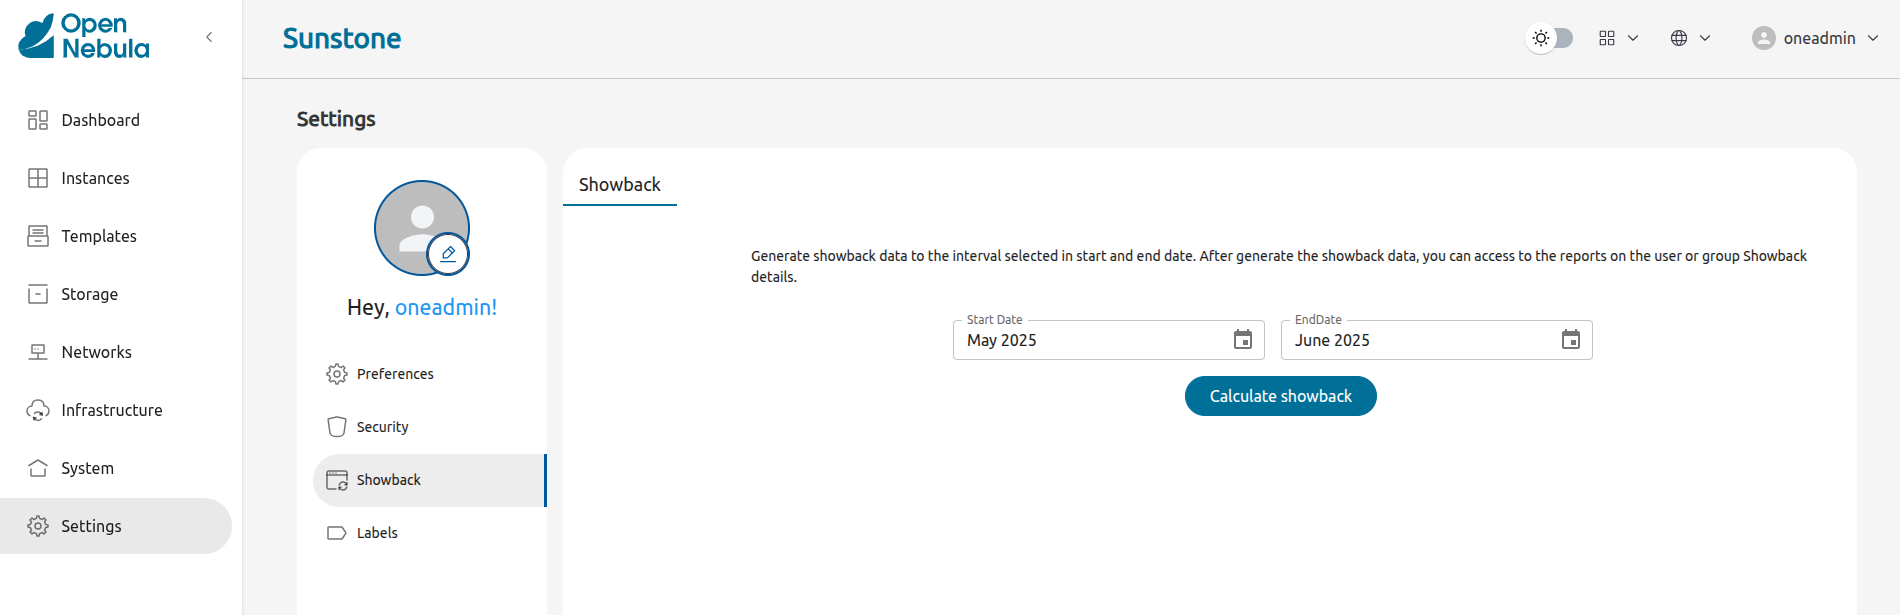 Open
Nebula
Sunstone
oneadmin
Dashboard
Instances
Templates
Storage
Networks
Infrastructure
System
Settings
Settings
Hey, oneadmin!
Preferences
Security
Showback
Labels
Showback
Generate showback data to the interval selected in start and end date. After generate the showback data, you can access to the reports on the user or group Showback
details.
Start Date
May 2025
EndDate
June 2025
Calculate showback